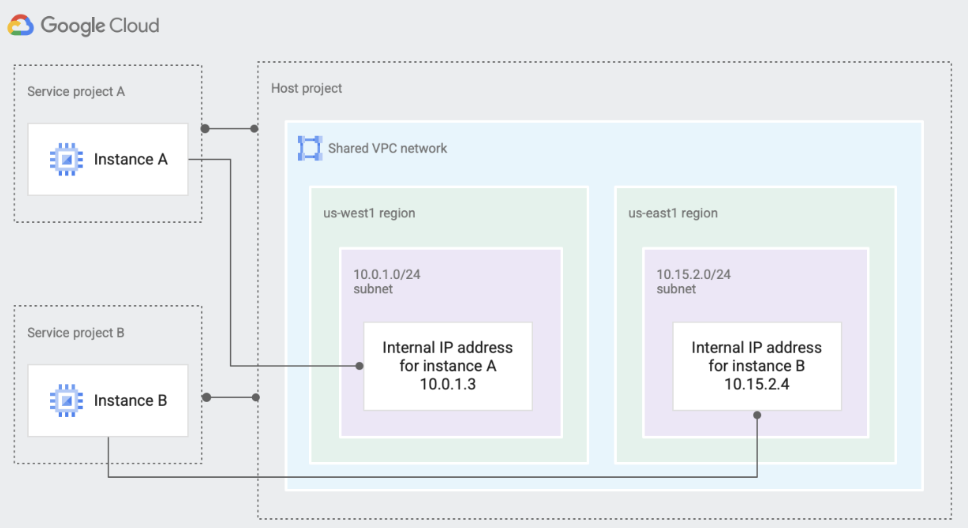 Google Cloud
Service project A
Instance A
Host project
Shared VPC network
us-west1 region
10.0.1.0/24
subnet
Internal IP address
for instance A
10.0.1.3
us-east1 region
10.15.2.0/24
subnet
Internal IP address
for instance B
10.15.2.4
Service project B
Instance B